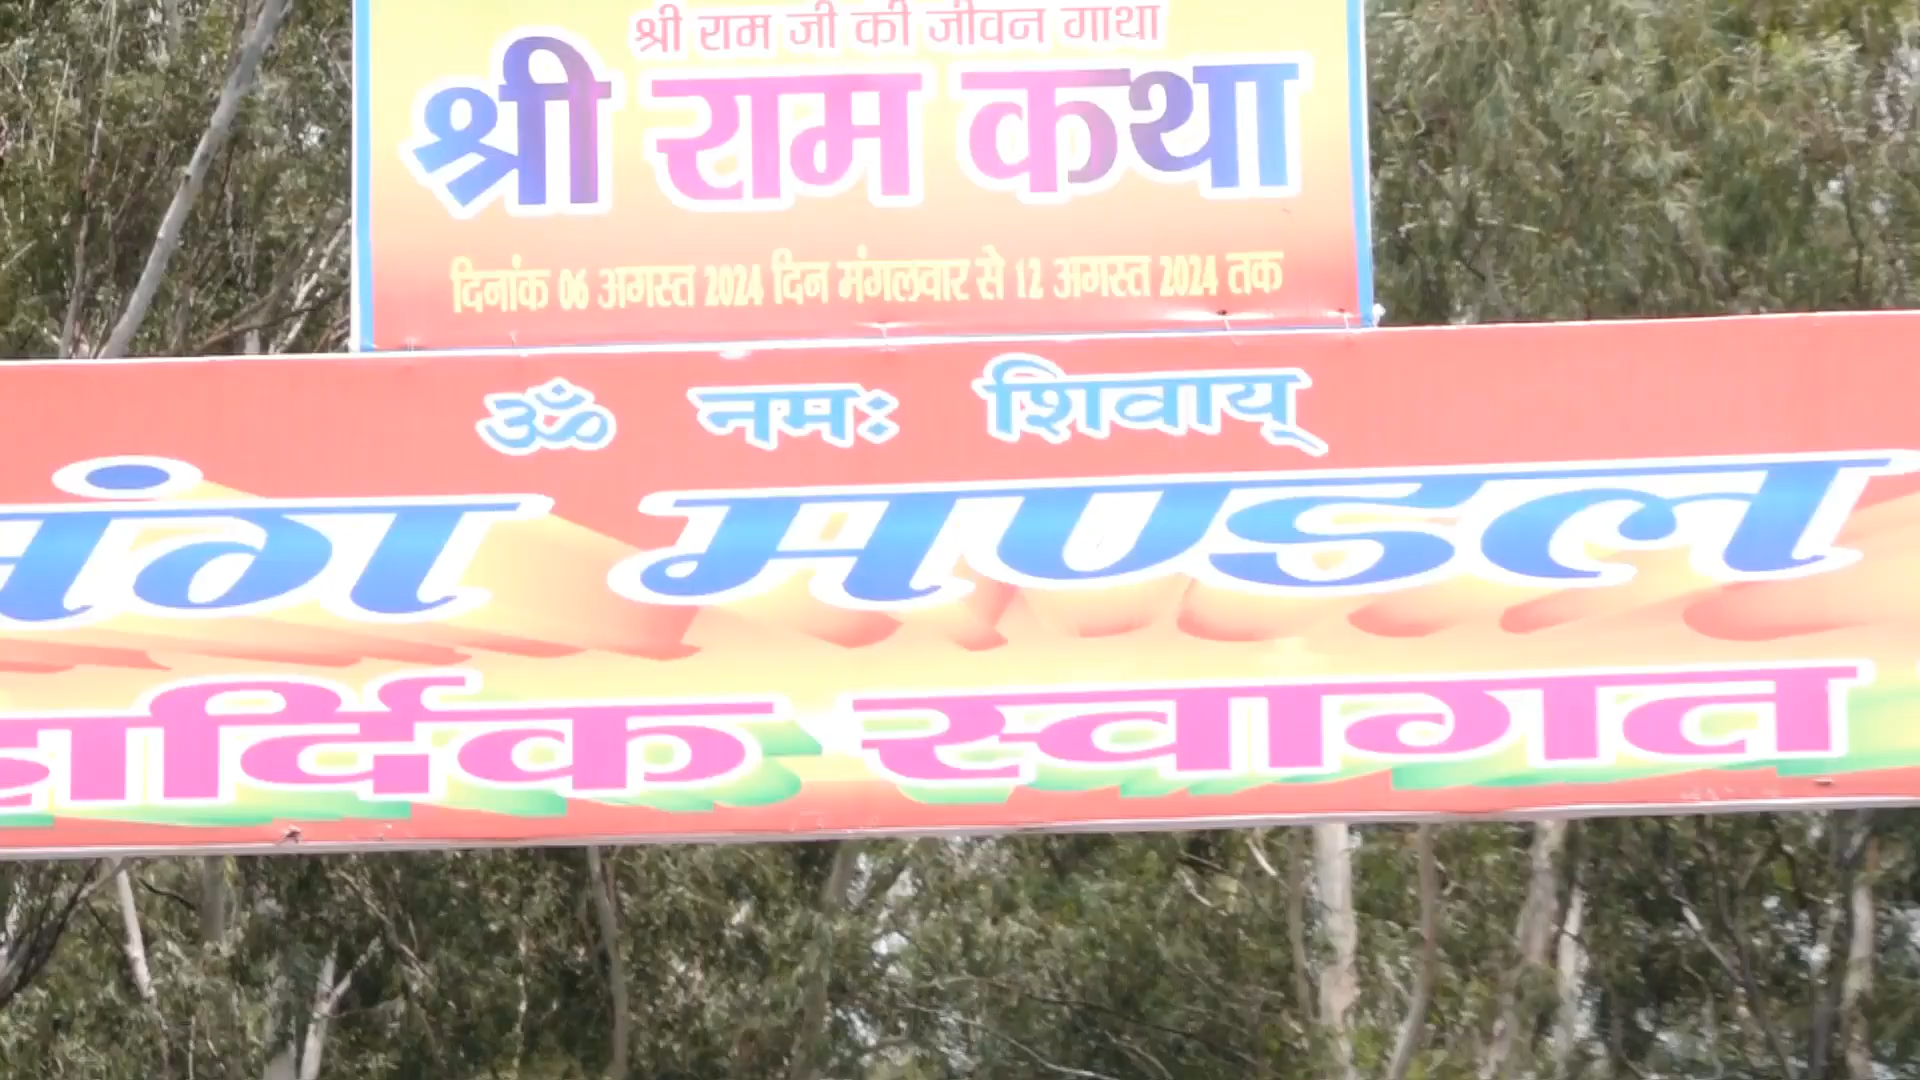 श्री राम जी की जीवन गाथा
श्री राम कथा
दिनांक 06 अगस्त 2024 दिन मंगलवार से 12 अगस्त 2024 तक
ॐ नमः शिवाय्
मण्डल
स्वागत